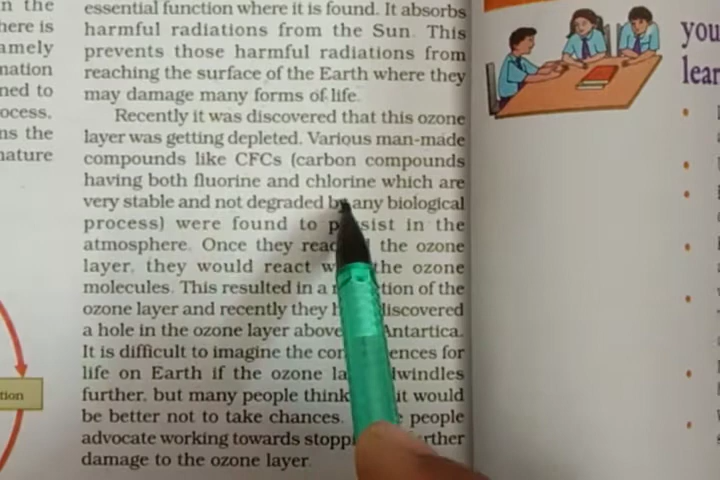 n the
here is
amely
mation
ned to
ocess.
ns the
nature
tion
essential function where it is found. It absorbs
harmful radiations from the Sun. This
prevents those harmful radiations from
reaching the surface of the Earth where they
may damage many forms of life.
Recently it was discovered that this ozone
layer was getting depleted. Various man-made
compounds like CFCs (carbon compounds
having both fluorine and chlorine which are
very stable and not degraded by any biological
process) were found to p sist in the
atmosphere. Once they reac the ozone
layer, they would react w the ozone
molecules. This resulted in a r tion of the
ozone layer and recently they h discovered
a hole in the ozone layer above Antartica.
It is difficult to imagine the con ences for
life on Earth if the ozone la dwindles
further, but many people think it would
be better not to take chances. people
advocate working towards stopp rther
damage to the ozone layer.
you
lear